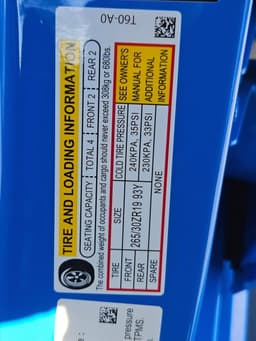 T60-A0
TIRE AND LOADING INFORMATION
SEATING CAPACITY TOTAL 4 FRONT 2 REAR 2
The combined weight of occupants and cargo should never exceed 308kg or 680lbs.
TIRE SIZE COLD TIRE PRESSURE
FRONT 265/30ZR19 93Y 240KPA, 35PSI
REAR 230KPA, 33PSI
SPARE NONE
SEE OWNER'S
MANUAL FOR
ADDITIONAL
INFORMATION
pressure
TPMS.